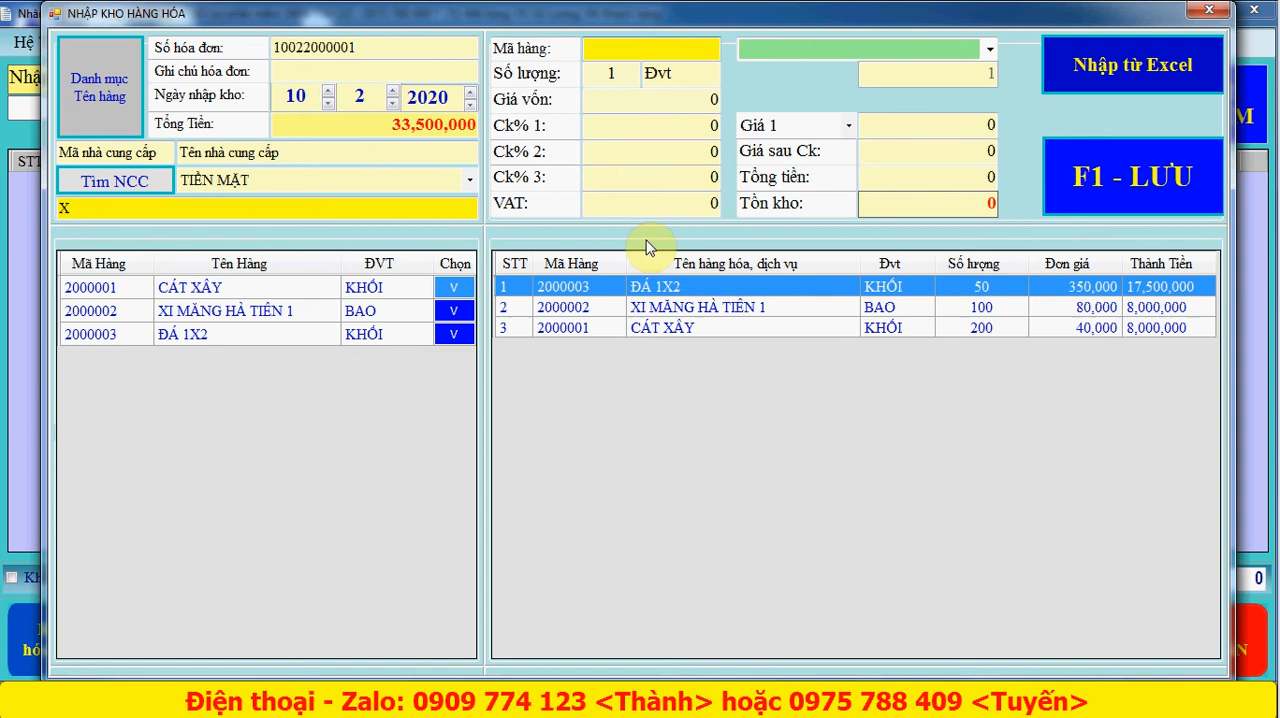 NHẬP KHO HÀNG HÓA
Hệ
Nhậ
STT
Kh
hó
M
0
N
Danh mục
Tên hàng
Số hóa đơn: 10022000001
Ghi chú hóa đơn:
Ngày nhập kho: 10 2 2020
Tổng Tiền: 33,500,000
Mã nhà cung cấp Tên nhà cung cấp
Tìm NCC TIỀN MẶT
X
Mã hàng:
Số lượng: 1 Đvt 1
Giá vốn: 0
Ck% 1: 0 Giá 1 0
Ck% 2: 0 Giá sau Ck: 0
Ck% 3: 0 Tổng tiền: 0
VAT: 0 Tồn kho: 0
Nhập từ Excel
F1 - LƯU
Mã Hàng Tên Hàng ĐVT Chọn
2000001 CÁT XÂY KHỐI V
2000002 XI MĂNG HÀ TIÊN 1 BAO V
2000003 ĐÁ 1X2 KHỐI V
STT Mã Hàng Tên hàng hóa, dịch vụ Đvt Số lượng Đơn giá Thành Tiền
1 2000003 ĐÁ 1X2 KHỐI 50 350,000 17,500,000
2 2000002 XI MĂNG HÀ TIÊN 1 BAO 100 80,000 8,000,000
3 2000001 CÁT XÂY KHỐI 200 40,000 8,000,000
Điện thoại - Zalo: 0909 774 123 <Thành> hoặc 0975 788 409 <Tuyến>